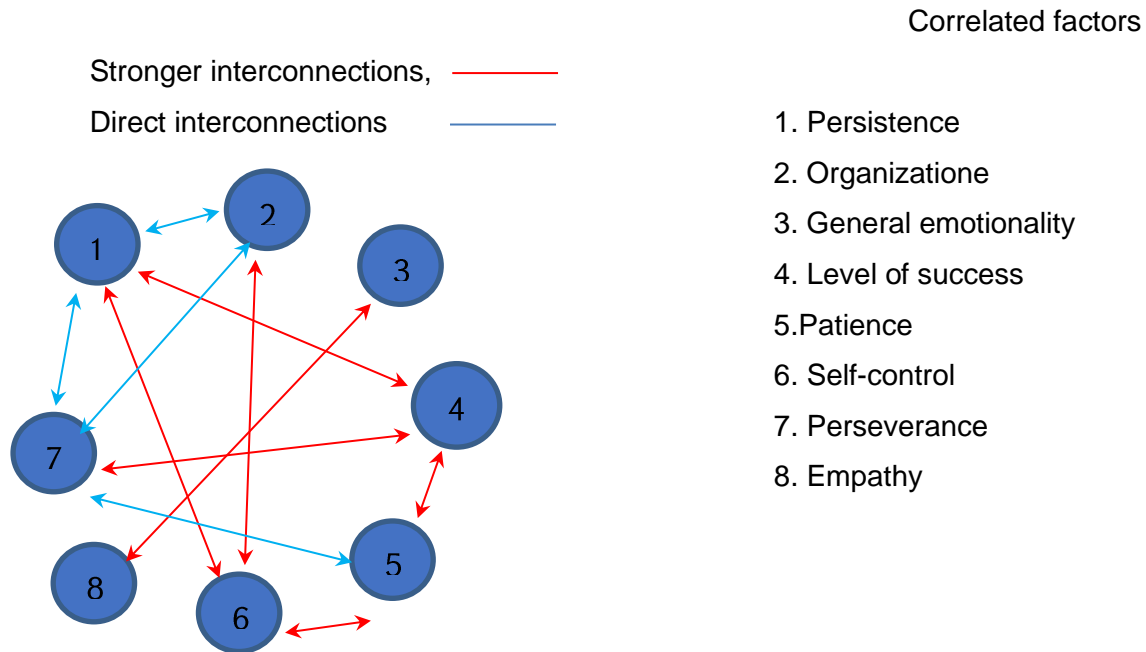 Correlated factors
Stronger interconnections,
Direct interconnections
1. Persistence
2. Organizatione
3. General emotionality
4. Level of success
5.Patience
6. Self-control
7. Perseverance
8. Empathy
2
1
3
4
7
5
8
6